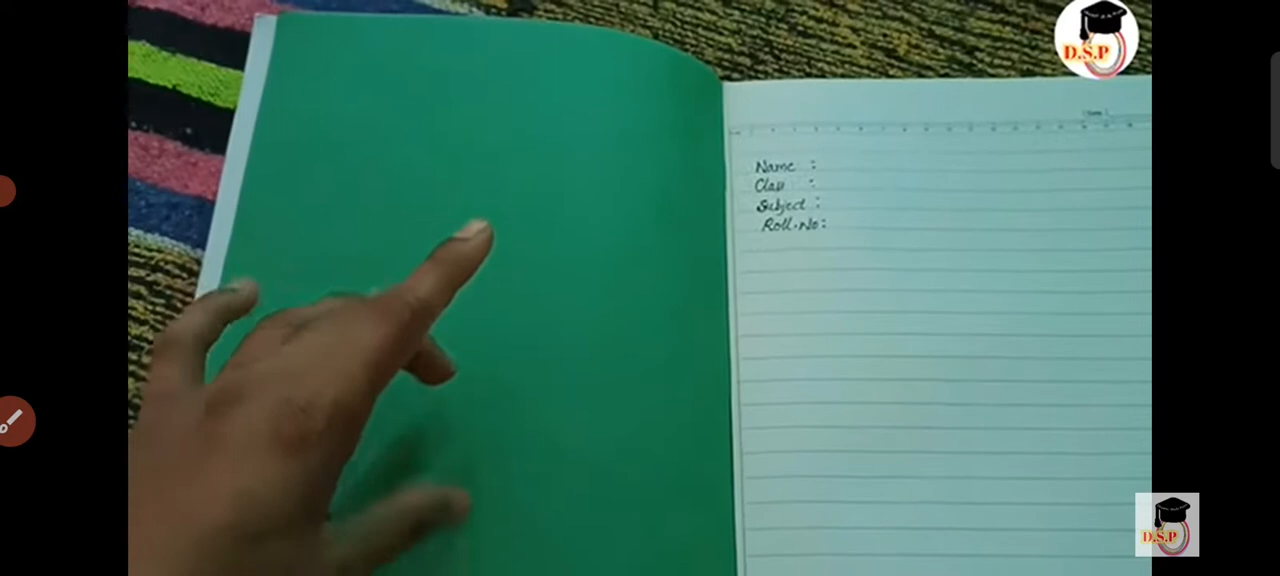 D.S.P
Name :
Class :
Subject :
Roll.No:
D.S.P